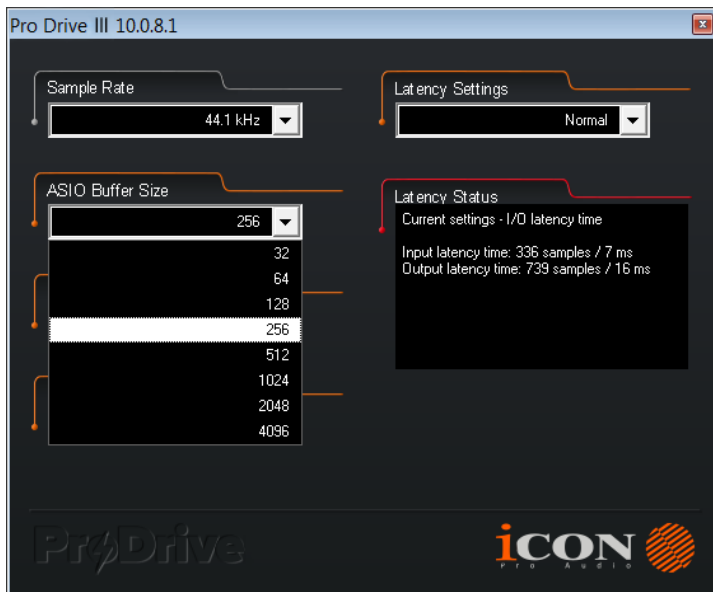 Pro Drive III 10.0.8.1
Sample Rate
44.1 kHz
Latency Settings
Normal
ASIO Buffer Size
256
32
64
128
256
512
1024
2048
4096
Latency Status
Current settings - I/O latency time
Input latency time: 336 samples / 7 ms
Output latency time: 739 samples / 16 ms
ProDrive
iCON
Pro Audio